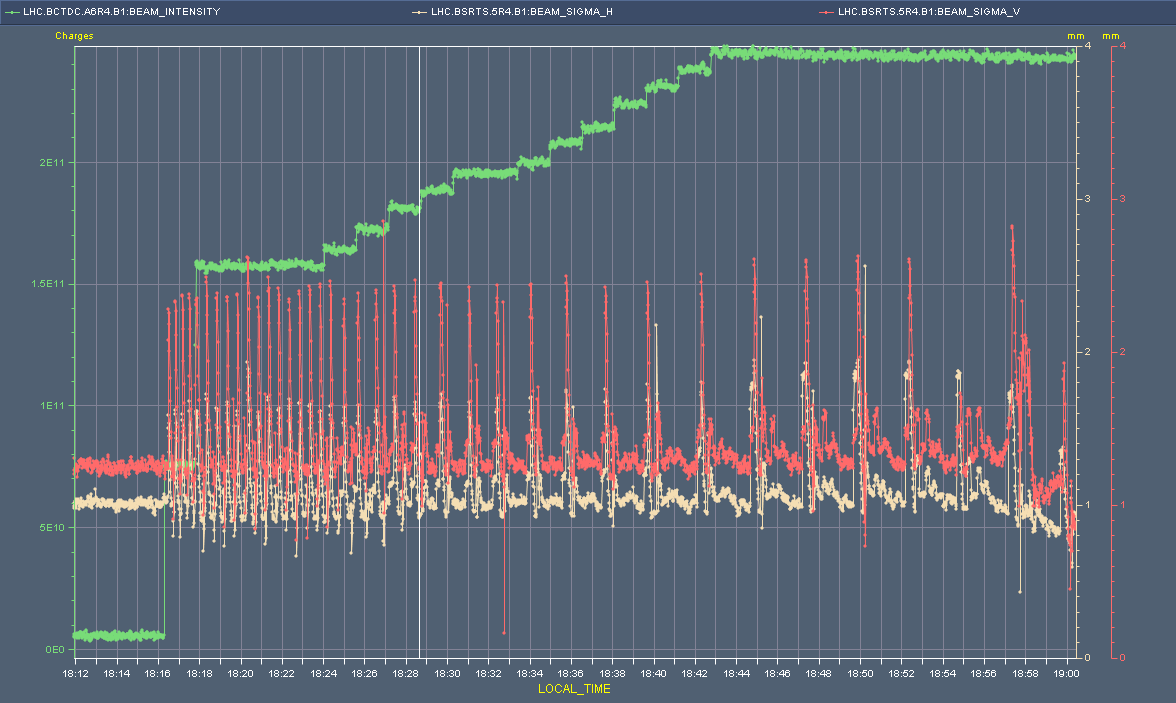 LHC.BCTDC.A6R4.B1:BEAM_INTENSITY LHC.BSRTS.5R4.B1:BEAM_SIGMA_H LHC.BSRTS.5R4.B1:BEAM_SIGMA_V
Charges mm mm
4 4
2E11
3 3
1.5E11
2 2
1E11
1 1
5E10
0E0
0 0
18:12 18:14 18:16 18:18 18:20 18:22 18:24 18:26 18:28 18:30 18:32 18:34 18:36 18:38 18:40 18:42 18:44 18:46 18:48 18:50 18:52 18:54 18:56 18:58 19:00
LOCAL_TIME